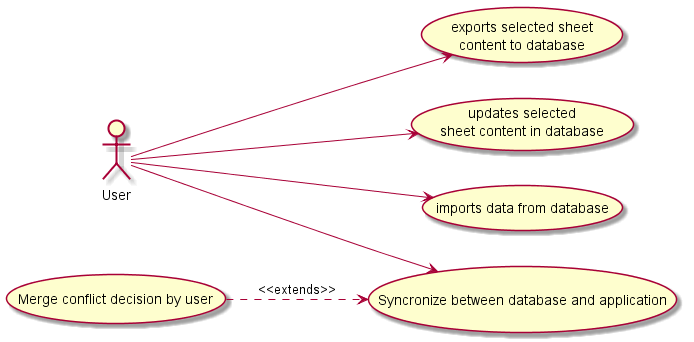 exports selected sheet
content to database
updates selected
sheet content in database
User
imports data from database
<<extends>>
Merge conflict decision by user
Syncronize between database and application